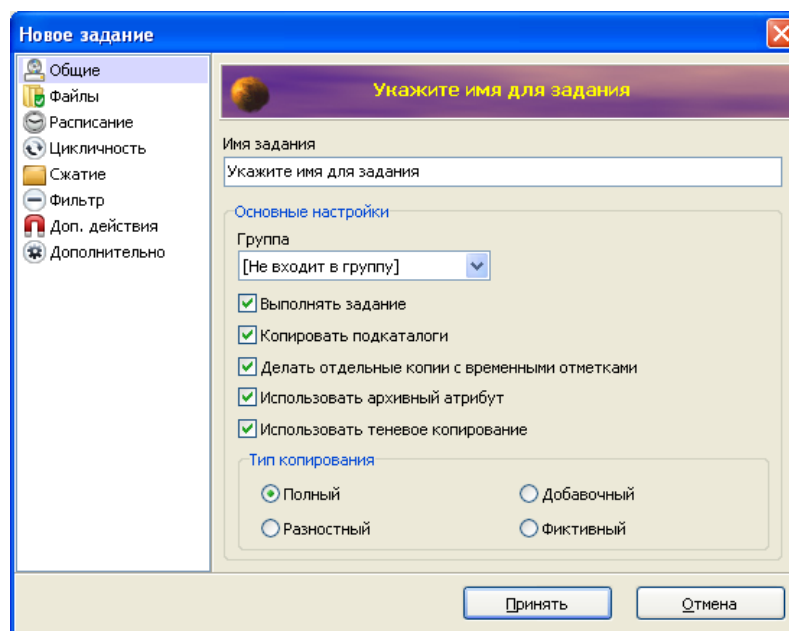 Новое задание
Общие
Файлы
Расписание
Цикличность
Сжатие
Фильтр
Доп. действия
Дополнительно
Укажите имя для задания
Имя задания
Укажите имя для задания
Основные настройки
Группа
[Не входит в группу]
Выполнять задание
Копировать подкаталоги
Делать отдельные копии с временными отметками
Использовать архивный атрибут
Использовать теневое копирование
Тип копирования
Полный Добавочный
Разностный Фиктивный
Принять Отмена